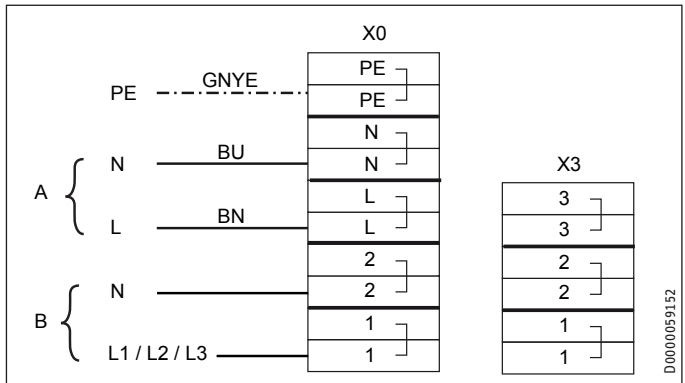 X0
PE
PE GNYE PE
N
A N BU N
L
L BN L
2
B N 2
1
L1 / L2 / L3 1
X3
3
3
2
2
1
1
D0000059152